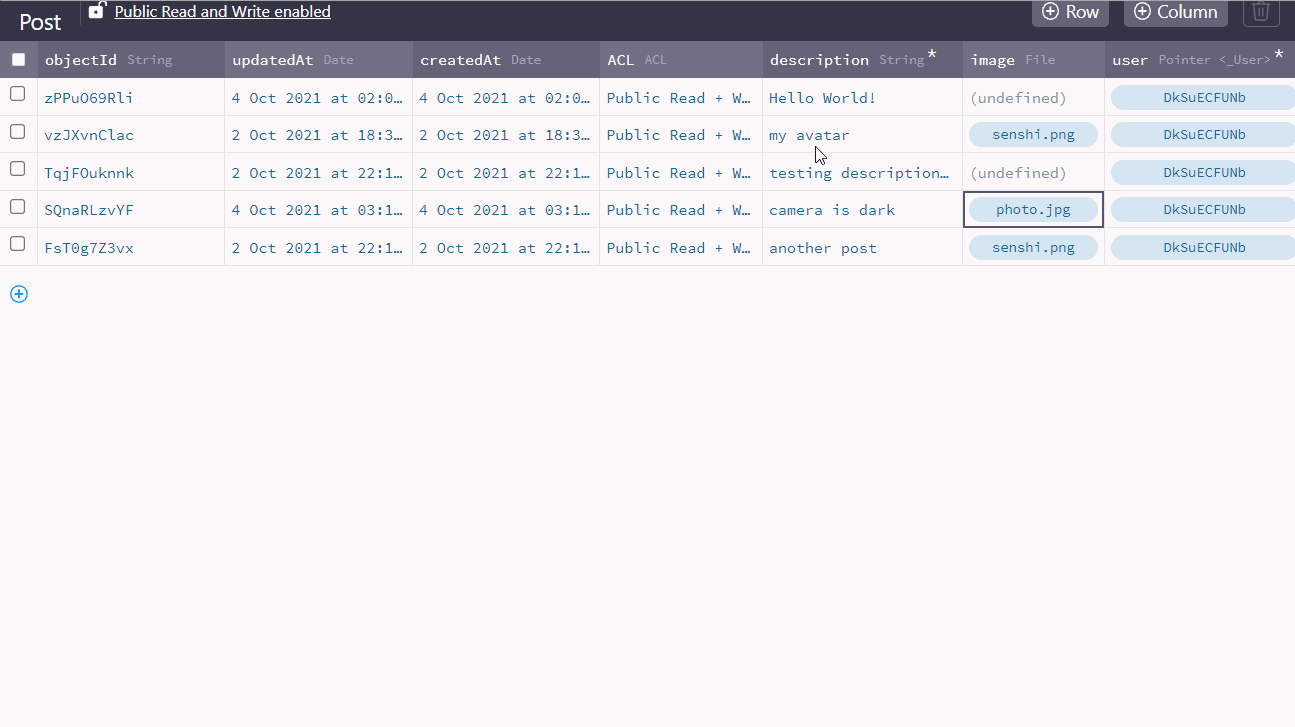 Post Public Read and Write enabled Row Column
objectId String updatedAt Date createdAt Date ACL ACL description String* image File user Pointer <_User>*
zPPuO69Rli 4 Oct 2021 at 02:0… 4 Oct 2021 at 02:0… Public Read + W… Hello World! (undefined) DkSuECFUNb
vzJXvnClac 2 Oct 2021 at 18:3… 2 Oct 2021 at 18:3… Public Read + W… my avatar senshi.png DkSuECFUNb
TqjFOuknnk 2 Oct 2021 at 22:1… 2 Oct 2021 at 22:1… Public Read + W… testing description… (undefined) DkSuECFUNb
SQnaRLzvYF 4 Oct 2021 at 03:1… 4 Oct 2021 at 03:1… Public Read + W… camera is dark photo.jpg DkSuECFUNb
FsT0g7Z3vx 2 Oct 2021 at 22:1… 2 Oct 2021 at 22:1… Public Read + W… another post senshi.png DkSuECFUNb